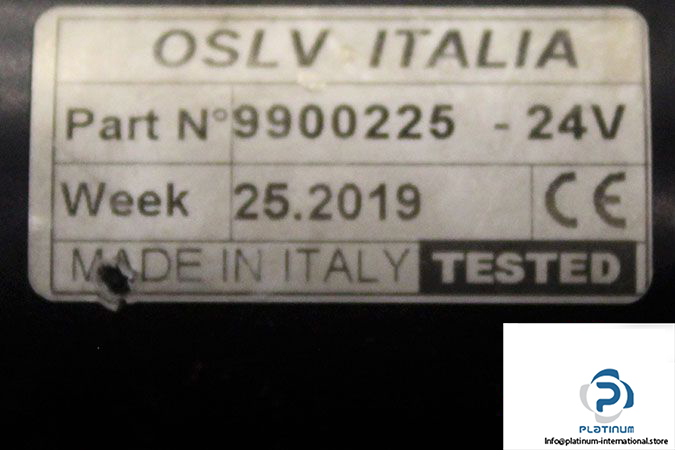 OSLV ITALIA
Part N° 9900225 - 24V
Week 25.2019 CE
MADE IN ITALY TESTED
P
PLATINUM
Info@platinum-international.store